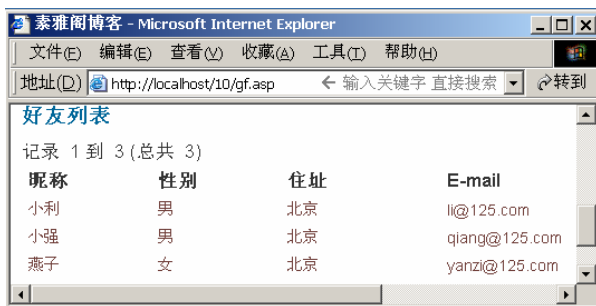 泰雅阁博客 - Microsoft Internet Explorer
文件(F) 编辑(E) 查看(V) 收藏(A) 工具(T) 帮助(H)
地址(D) http://localhost/10/gf.asp 输入关键字 直接搜索 转到
好友列表
记录 1 到 3 (总共 3)
昵称 性别 住址 E-mail
小利 男 北京 li@125.com
小强 男 北京 qiang@125.com
燕子 女 北京 yanzi@125.com